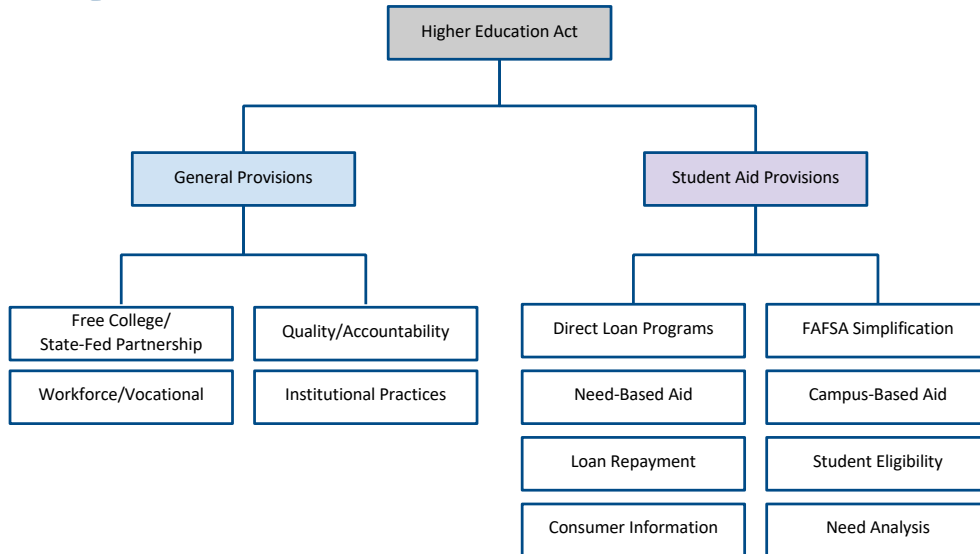 Higher Education Act
General Provisions
Student Aid Provisions
Free College/
State-Fed Partnership
Quality/Accountability
Workforce/Vocational
Institutional Practices
Direct Loan Programs
FAFSA Simplification
Need-Based Aid
Campus-Based Aid
Loan Repayment
Student Eligibility
Consumer Information
Need Analysis